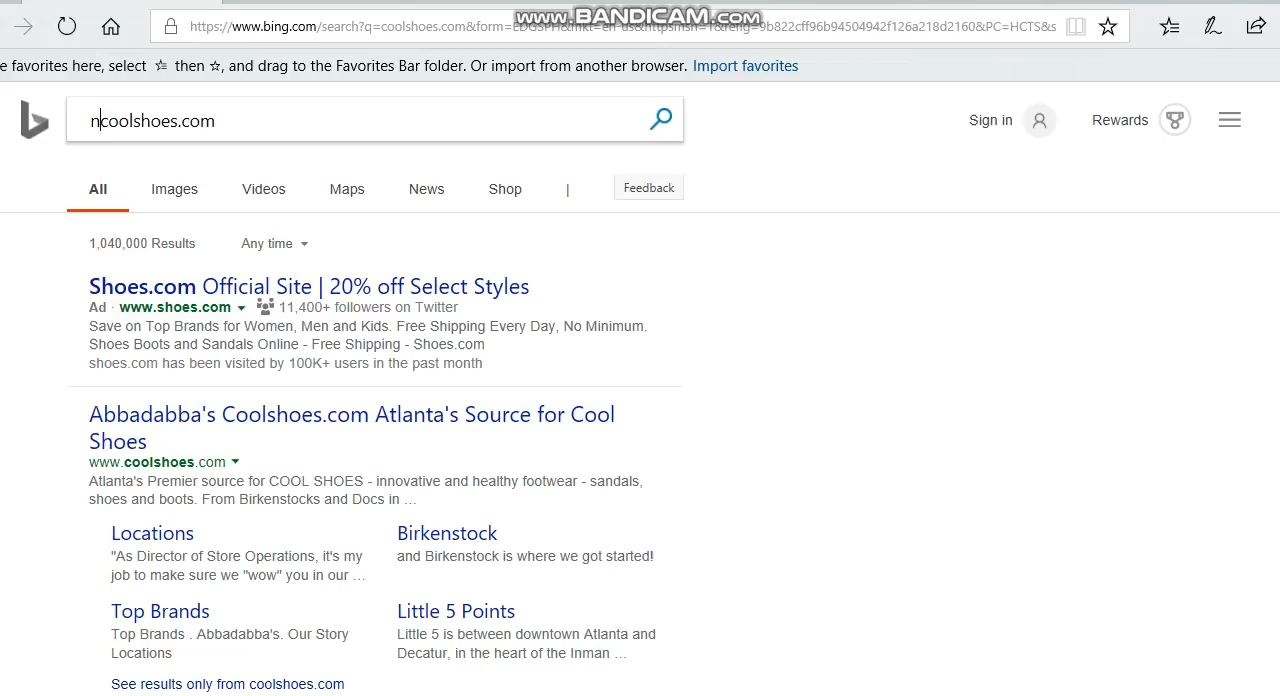 www.BANDICAM.com
https://www.bing.com/search?q=coolshoes.com&form=EDGSPH&mkt=en-us&httpsmsn=1&refig=9b822cff96b94504942f126a218d2160&PC=HCTS&s
e favorites here, select then, and drag to the Favorites Bar folder. Or import from another browser. Import favorites
ncoolshoes.com
Sign in Rewards
All Images Videos Maps News Shop | Feedback
1,040,000 Results Any time
Shoes.com Official Site | 20% off Select Styles
Ad · www.shoes.com 11,400+ followers on Twitter
Save on Top Brands for Women, Men and Kids. Free Shipping Every Day, No Minimum.
Shoes Boots and Sandals Online - Free Shipping - Shoes.com
shoes.com has been visited by 100K+ users in the past month
Abbadabba's Coolshoes.com Atlanta's Source for Cool
Shoes
www.coolshoes.com
Atlanta's Premier source for COOL SHOES - innovative and healthy footwear - sandals,
shoes and boots. From Birkenstocks and Docs in ...
Locations
"As Director of Store Operations, it's my
job to make sure we "wow" you in our ...
Birkenstock
and Birkenstock is where we got started!
Top Brands
Top Brands . Abbadabba's. Our Story
Locations
Little 5 Points
Little 5 is between downtown Atlanta and
Decatur, in the heart of the Inman ...
See results only from coolshoes.com